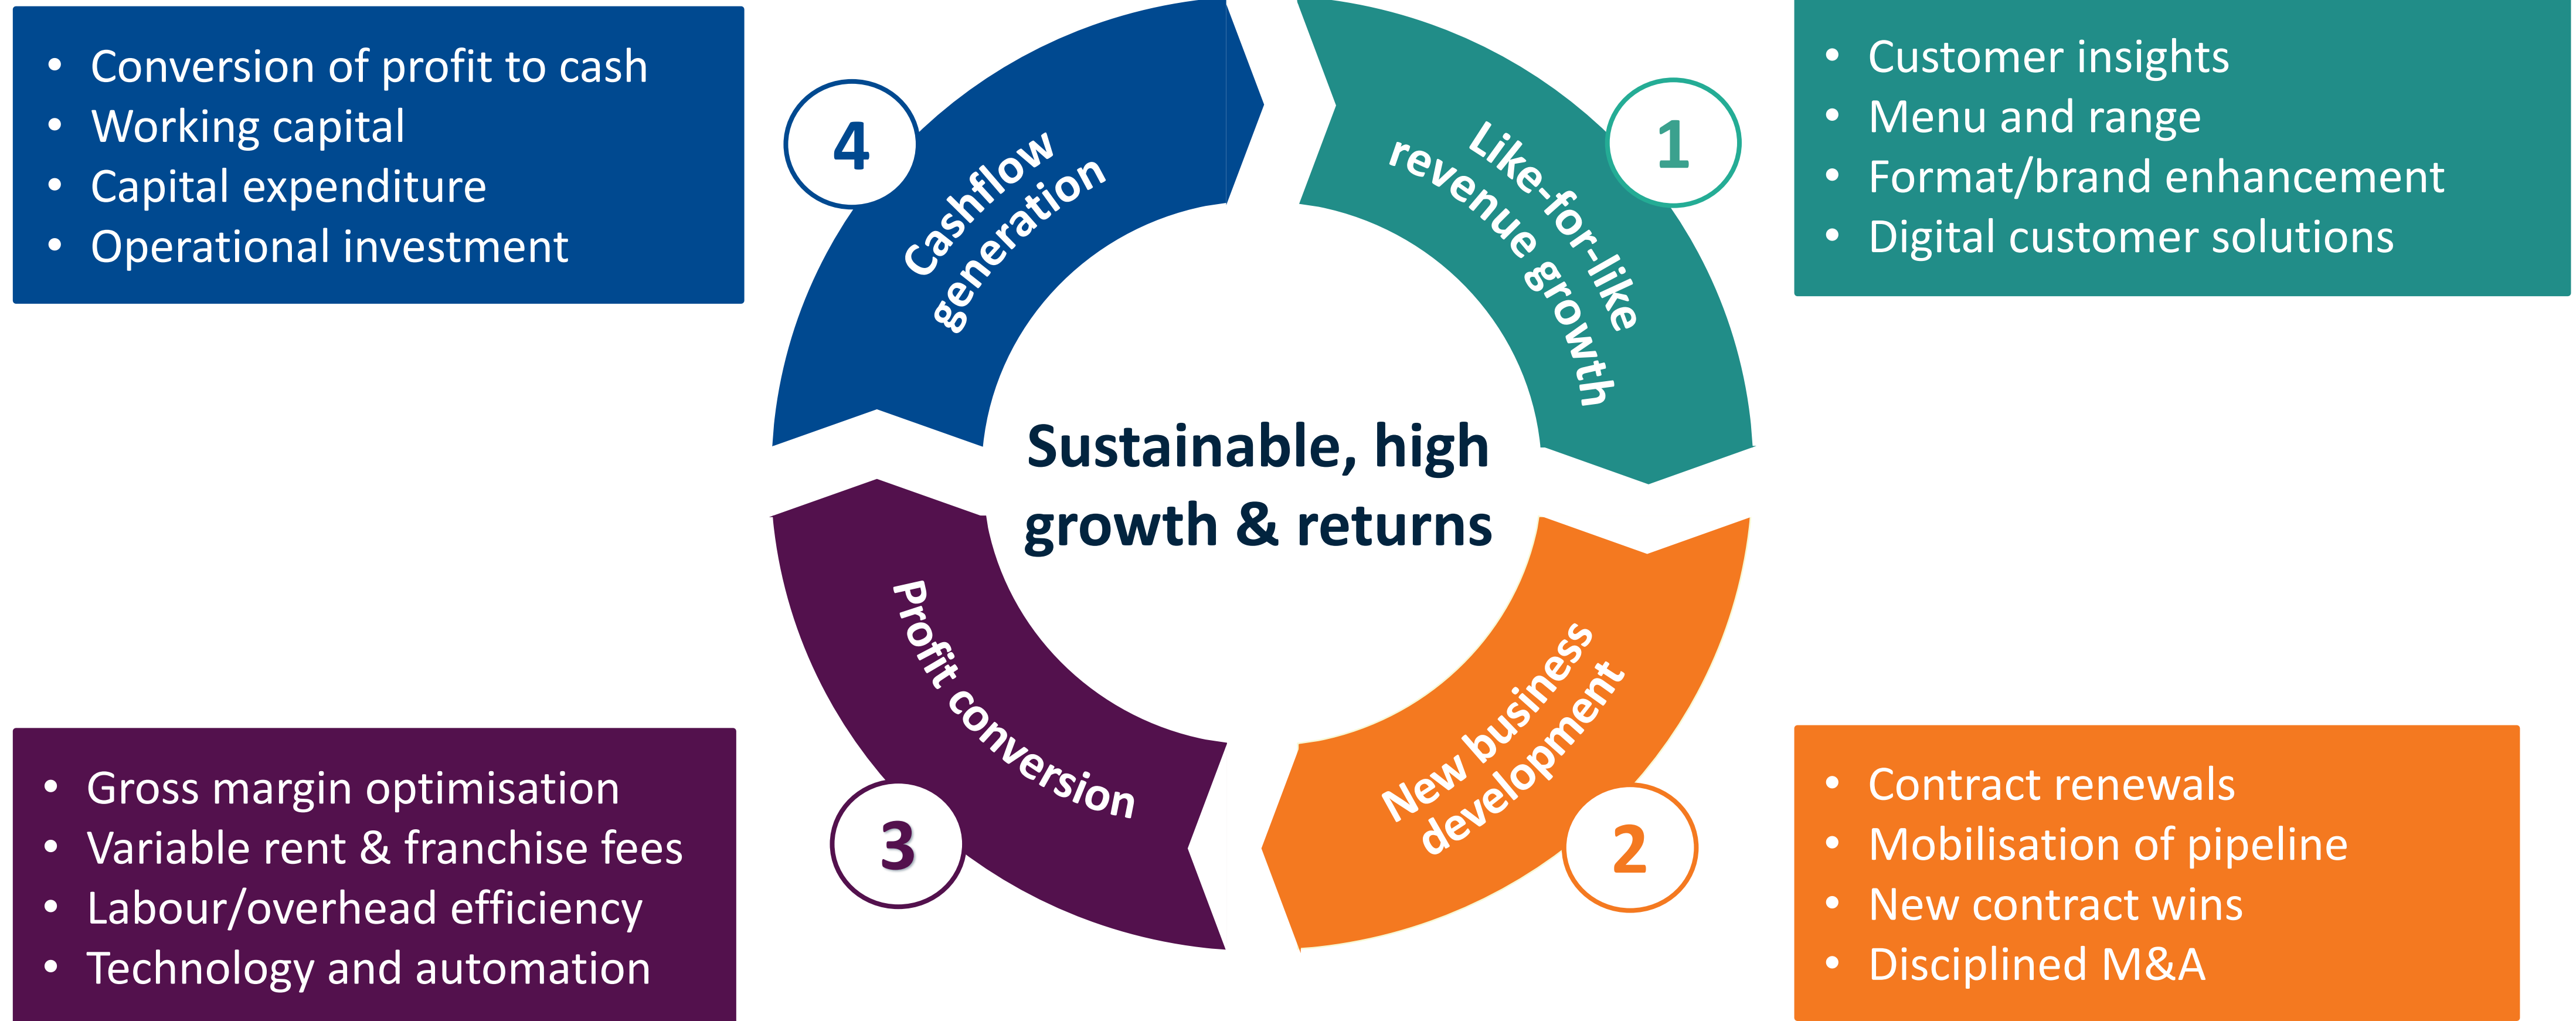 Sustainable, high
growth & returns
1
Like-for-like
revenue growth
• Customer insights
• Menu and range
• Format/brand enhancement
• Digital customer solutions
2
New business
development
• Contract renewals
• Mobilisation of pipeline
• New contract wins
• Disciplined M&A
3
Profit conversion
• Gross margin optimisation
• Variable rent & franchise fees
• Labour/overhead efficiency
• Technology and automation
4
Cashflow
generation
• Conversion of profit to cash
• Working capital
• Capital expenditure
• Operational investment